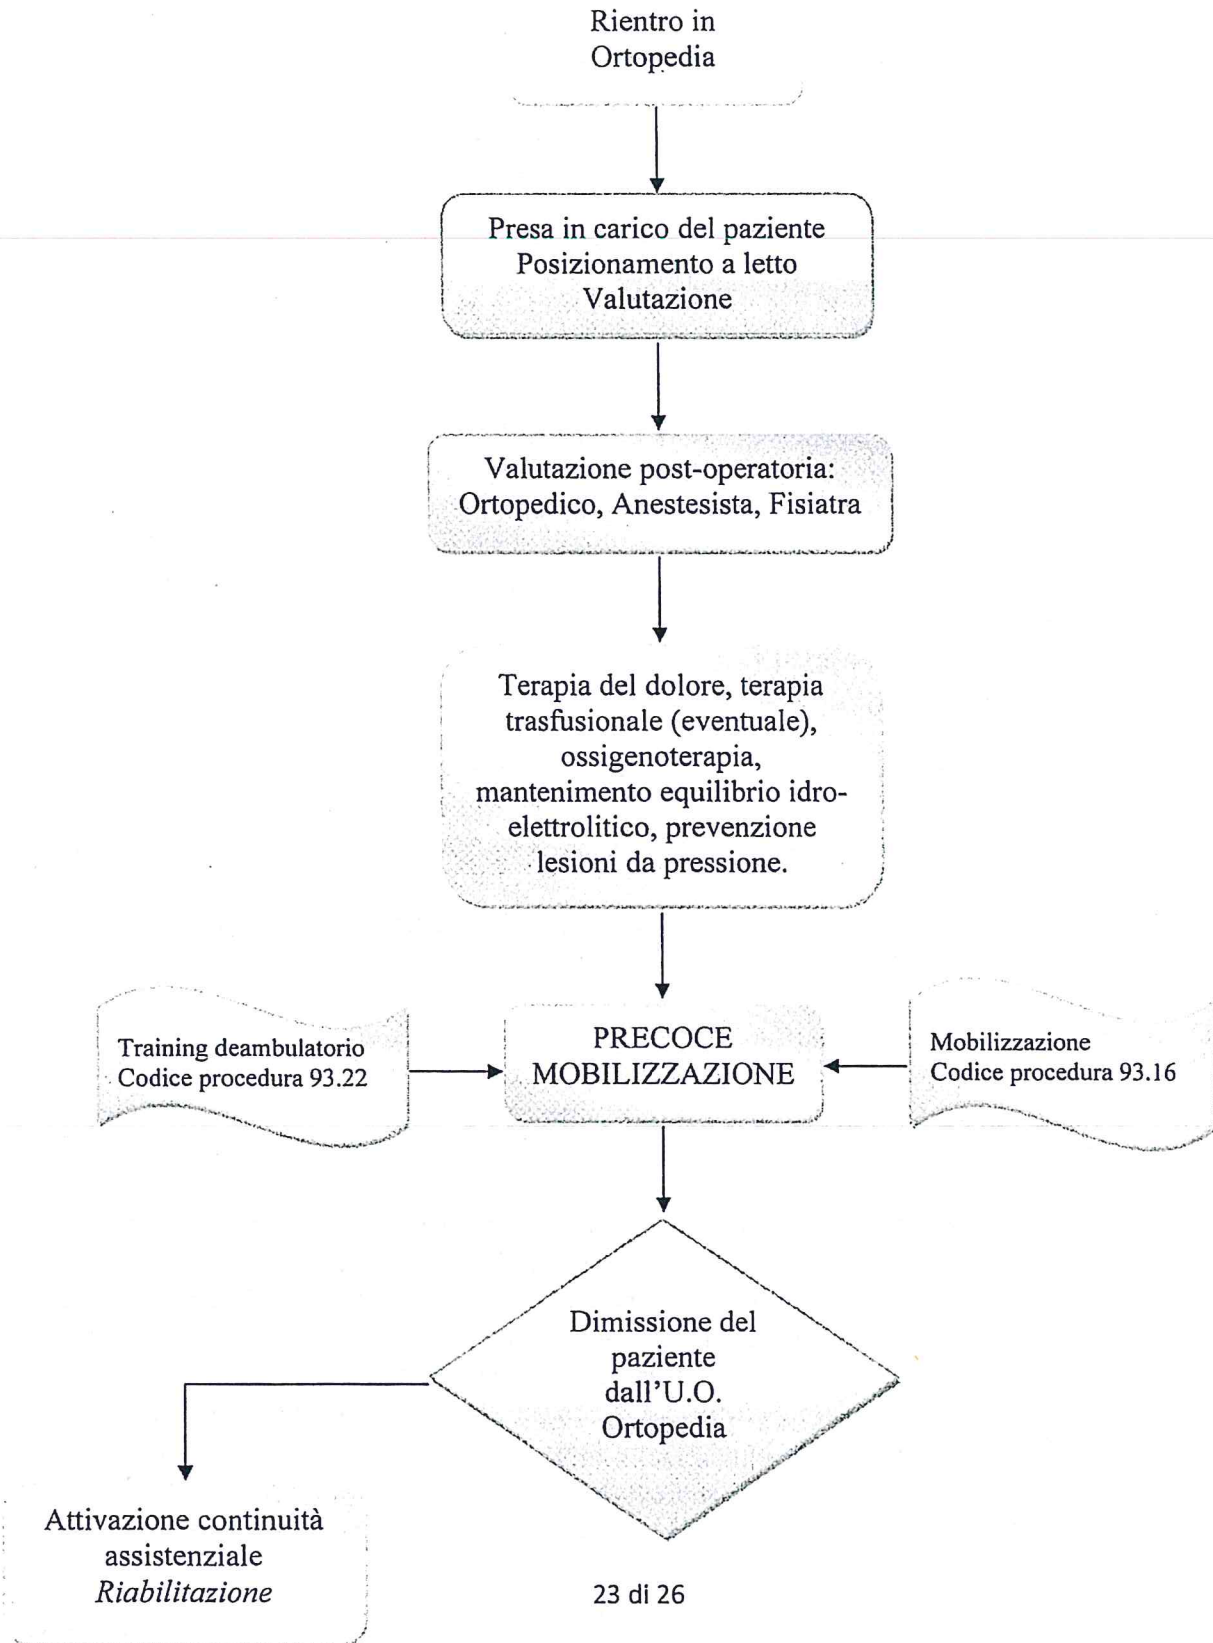 Rientro in
Ortopedia
Presa in carico del paziente
Posizionamento a letto
Valutazione
Valutazione post-operatoria:
Ortopedico, Anestesista, Fisiatra
Terapia del dolore, terapia
trasfusionale (eventuale),
ossigenoterapia,
mantenimento equilibrio idro-
elettrolitico, prevenzione
lesioni da pressione.
Training deambulatorio
Codice procedura 93.22
PRECOCE
MOBILIZZAZIONE
Mobilizzazione
Codice procedura 93.16
Dimissione del
paziente
dall'U.O.
Ortopedia
Attivazione continuità
assistenziale
Riabilitazione
23 di 26